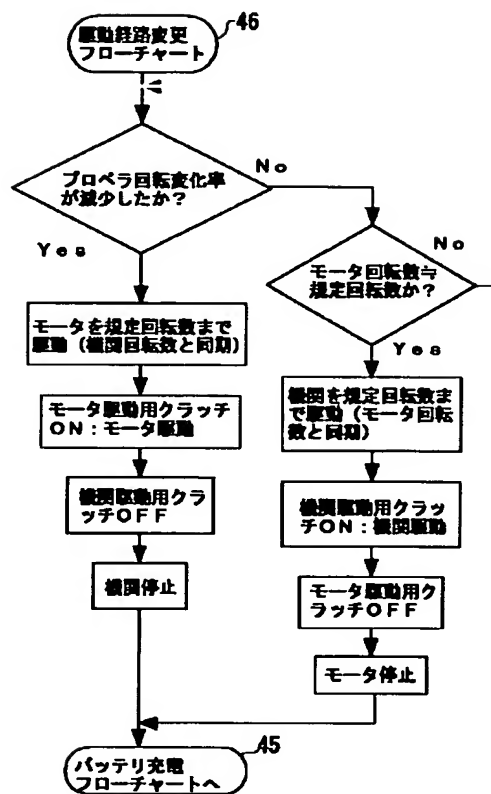 駆動経路変更
フローチャート
46
プロペラ回転変化率
が減少したか？
No
Yes
モータ回転数≒
規定回転数か？
No
Yes
モータを規定回転数まで
駆動（機関回転数と同期）
モータ駆動用クラッチ
ON：モータ駆動
機関駆動用クラ
ッチOFF
機関停止
機関を規定回転数ま
で駆動（モータ回転
数と同期）
機関駆動用クラッ
チON：機関駆動
モータ駆動用ク
ラッチOFF
モータ停止
バッテリ充電
フローチャートへ
45